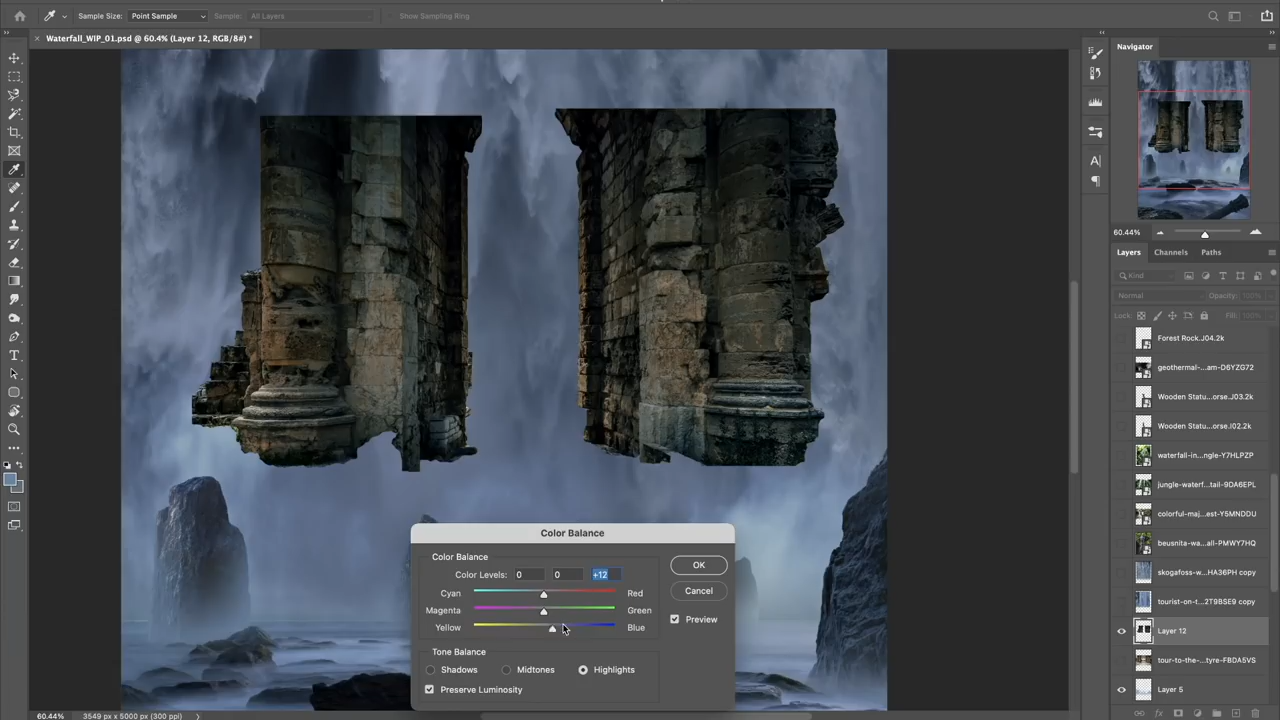 Sample Size: Point Sample Sample: All Layers Show Sampling Ring
Waterfall_WIP_01.psd @ 60.4% (Layer 12, RGB/8#) *
Navigator
60.44%
Layers Channels Paths
Kind
Normal Opacity: 100%
Lock: Fill: 100%
Forest Rock.J04.2k
geothermal-...am-D6YZG72
Wooden Statu...orse.J03.2k
Wooden Statu...orse.I02.2k
waterfall-in...ngle-Y7HLPZP
jungle-waterf...tail-9DA6EPL
colorful-maj...est-Y5MNDDU
beusnita-wa...all-PMWY7HQ
skogafoss-w...HA36PH copy
tourist-on-t...2T9BSE9 copy
Layer 12
tour-to-the-...tyre-FBDA5VS
Layer 5
Color Balance
Color Balance
Color Levels: 0 0 +12
Cyan Red
Magenta Green
Yellow Blue
Tone Balance
Shadows Midtones Highlights
Preserve Luminosity
OK
Cancel
Preview
60.44% 3549 px x 5000 px (300 ppi)